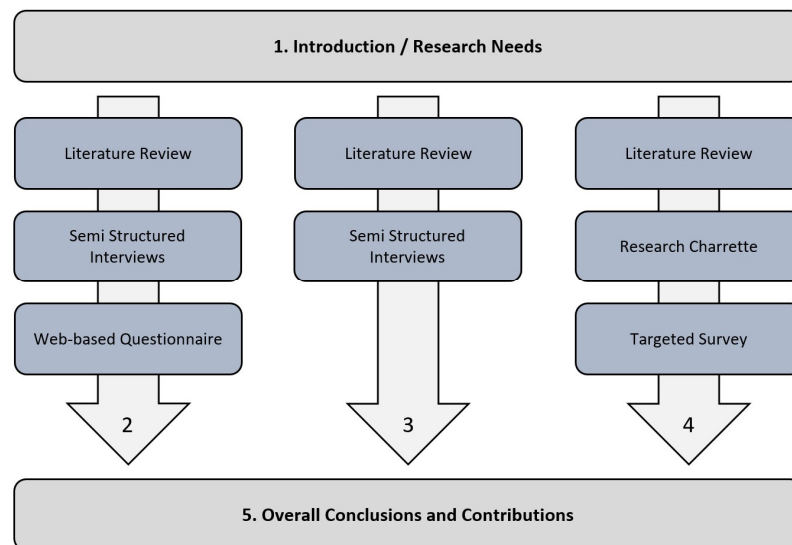 1. Introduction / Research Needs
Literature Review
Literature Review
Literature Review
Semi Structured
Interviews
Semi Structured
Interviews
Research Charrette
Web-based Questionnaire
Targeted Survey
2
3
4
5. Overall Conclusions and Contributions